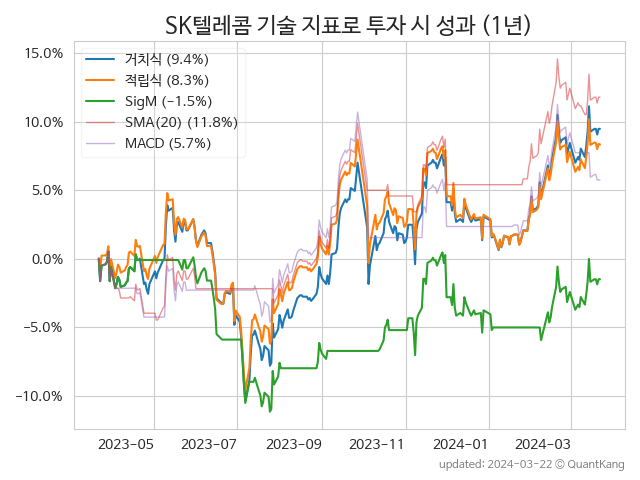 SK텔레콤 기술 지표로 투자 시 성과 (1년)
15.0%
10.0%
5.0%
0.0%
−5.0%
−10.0%
거치식 (9.4%)
적립식 (8.3%)
SigM (−1.5%)
SMA(20) (11.8%)
MACD (5.7%)
2023−05
2023−07
2023−09
2023−11
2024−01
2024−03
updated: 2024−03−22 © QuantKang